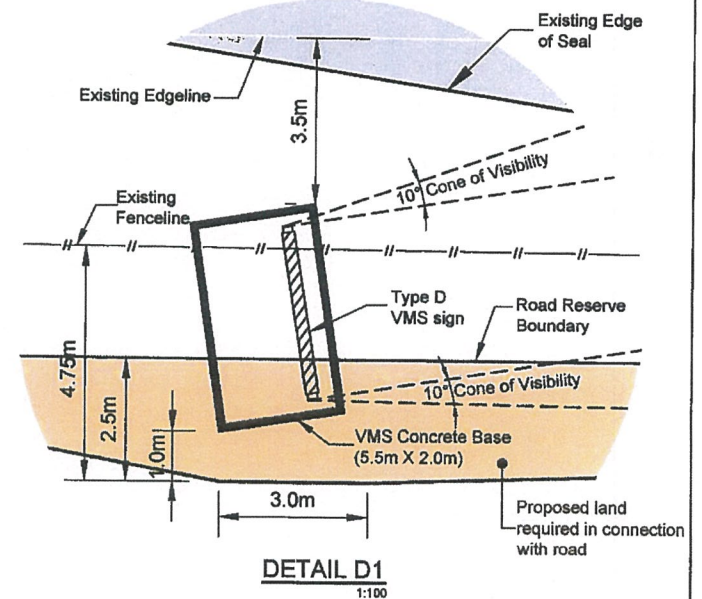 Existing Edge
of Seal
Existing Edgeline
3.5m
10° Cone of Visibility
Existing
Fenceline
Type D
VMS sign
Road Reserve
Boundary
4.75m
2.5m
1.0m
10° Cone of Visibility
VMS Concrete Base
(5.5m X 2.0m)
3.0m
Proposed land
required in connection
with road
DETAIL D1
1:100